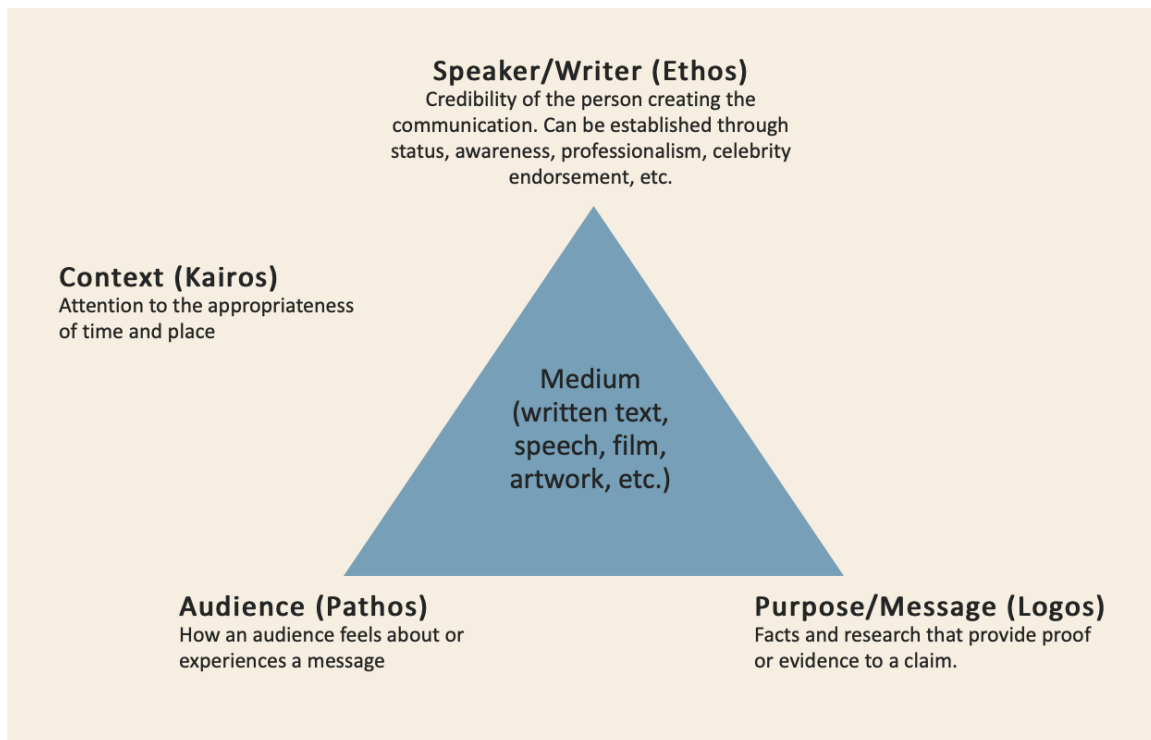 Speaker/Writer (Ethos)
Credibility of the person creating the
communication. Can be established through
status, awareness, professionalism, celebrity
endorsement, etc.
Context (Kairos)
Attention to the appropriateness
of time and place
Medium
(written text,
speech, film,
artwork, etc.)
Audience (Pathos)
How an audience feels about or
experiences a message
Purpose/Message (Logos)
Facts and research that provide proof
or evidence to a claim.